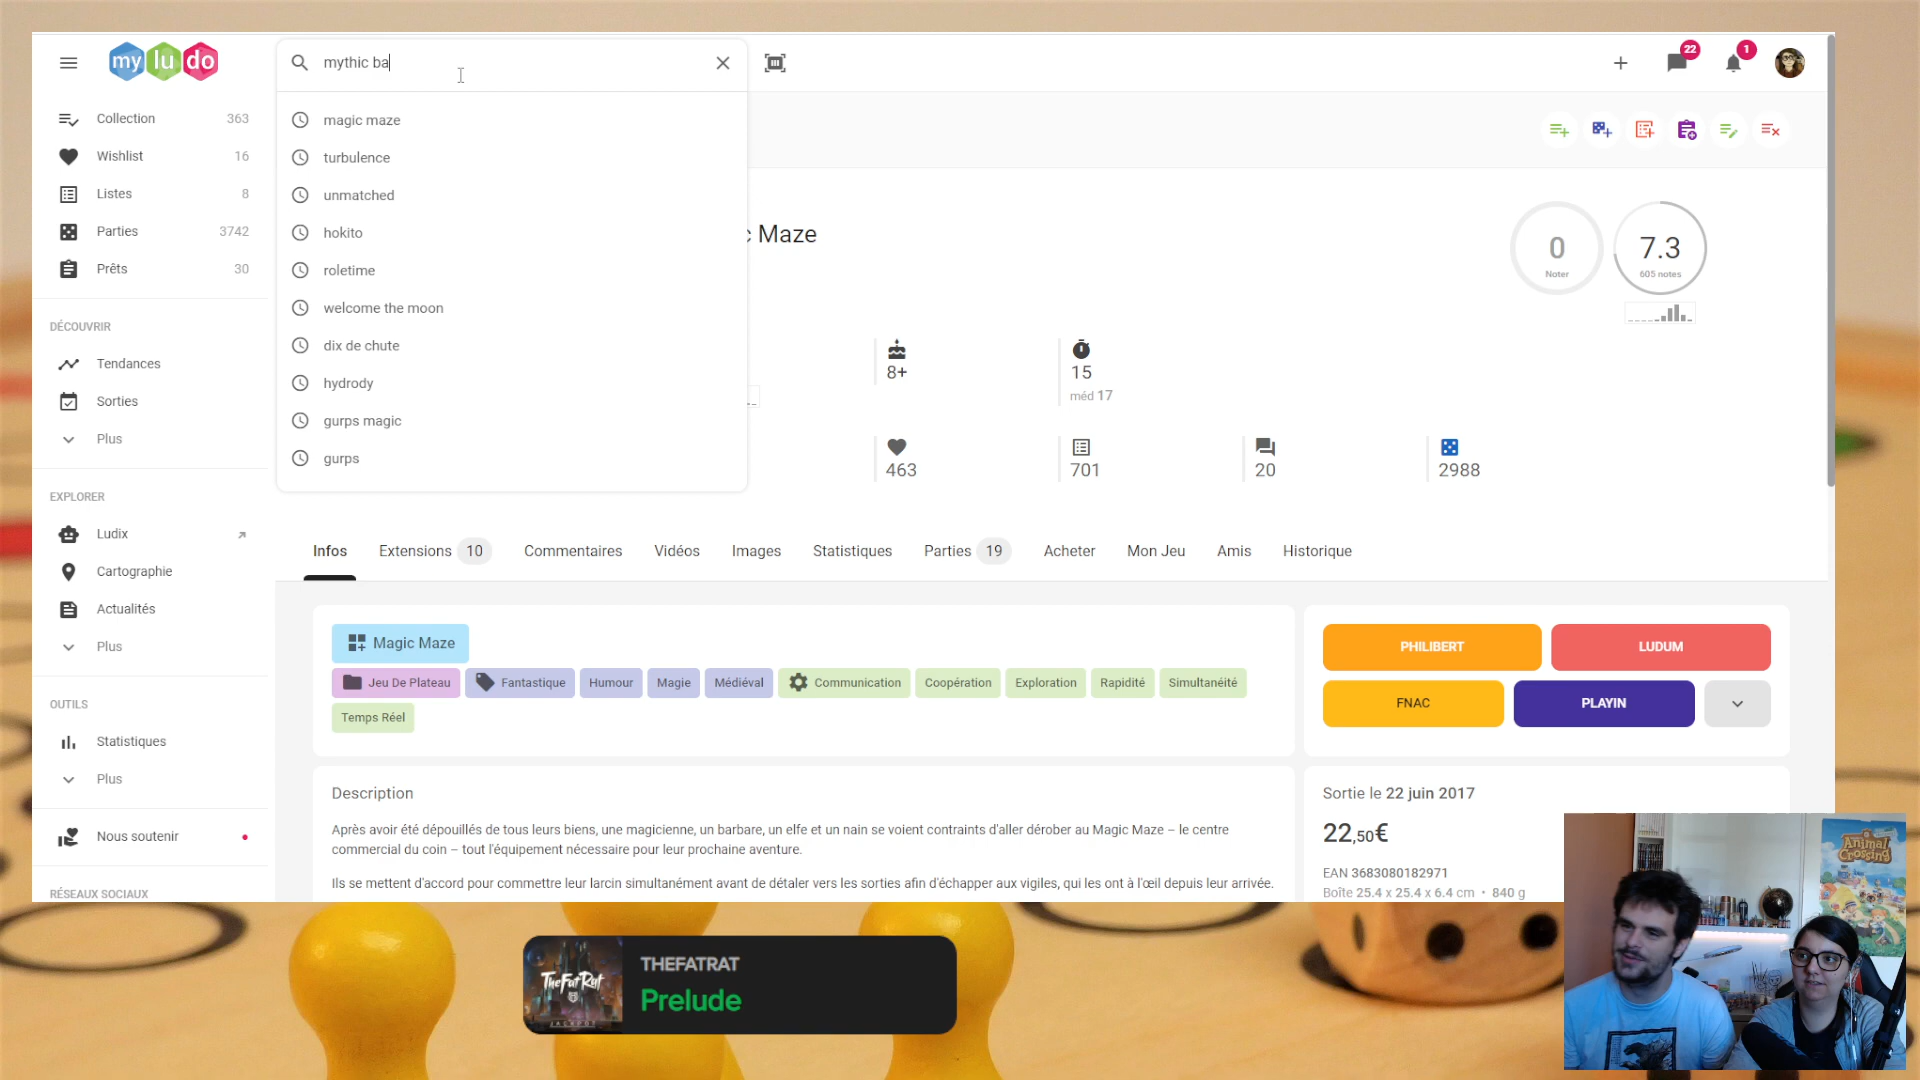 my lu do
mythic ba
22
1
Collection 363
Wishlist 16
Listes 8
Parties 3742
Prêts 30
DÉCOUVRIR
Tendances
Sorties
Plus
EXPLORER
Ludix
Cartographie
Actualités
Plus
OUTILS
Statistiques
Plus
Nous soutenir
RÉSEAUX SOCIAUX
magic maze
turbulence
unmatched
hokito
roletime
welcome the moon
dix de chute
hydrody
gurps magic
gurps
Maze
0
Noter
7.3
605 notes
8+
15
méd 17
463
701
20
2988
Infos Extensions 10 Commentaires Vidéos Images Statistiques Parties 19 Acheter Mon Jeu Amis Historique
Magic Maze
Jeu De Plateau Fantastique Humour Magie Médiéval Communication Coopération Exploration Rapidité Simultanéité
Temps Réel
PHILIBERT LUDUM
FNAC PLAYIN
Description
Après avoir été dépouillés de tous leurs biens, une magicienne, un barbare, un elfe et un nain se voient contraints d'aller dérober au Magic Maze – le centre
commercial du coin – tout l'équipement nécessaire pour leur prochaine aventure.
Ils se mettent d'accord pour commettre leur larcin simultanément avant de détaler vers les sorties afin d'échapper aux vigiles, qui les ont à l'œil depuis leur arrivée.
Sortie le 22 juin 2017
22,50€
EAN 3683080182971
Boîte 25.4 x 25.4 x 6.4 cm • 840 g
Animal
Crossing
TheFatRat
JACKPOT
THEFATRAT
Prelude